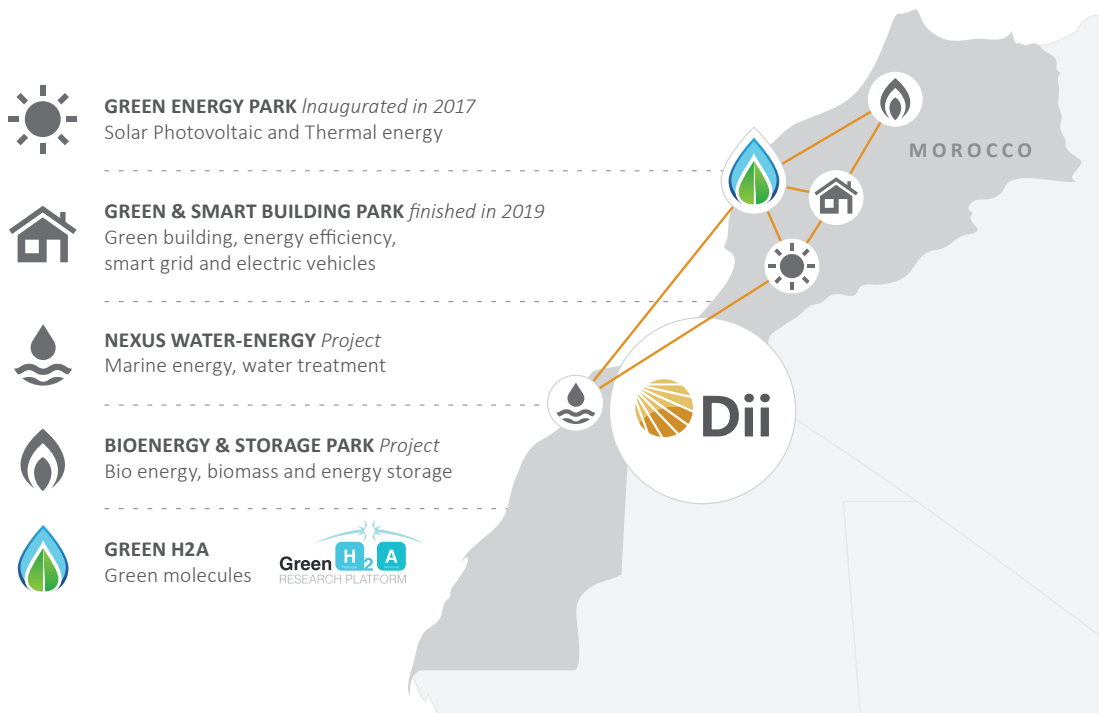 GREEN ENERGY PARK Inaugurated in 2017
Solar Photovoltaic and Thermal energy
GREEN & SMART BUILDING PARK finished in 2019
Green building, energy efficiency,
smart grid and electric vehicles
NEXUS WATER-ENERGY Project
Marine energy, water treatment
BIOENERGY & STORAGE PARK Project
Bio energy, biomass and energy storage
GREEN H2A
Green molecules
Green H2A
RESEARCH PLATFORM
MOROCCO
Dii